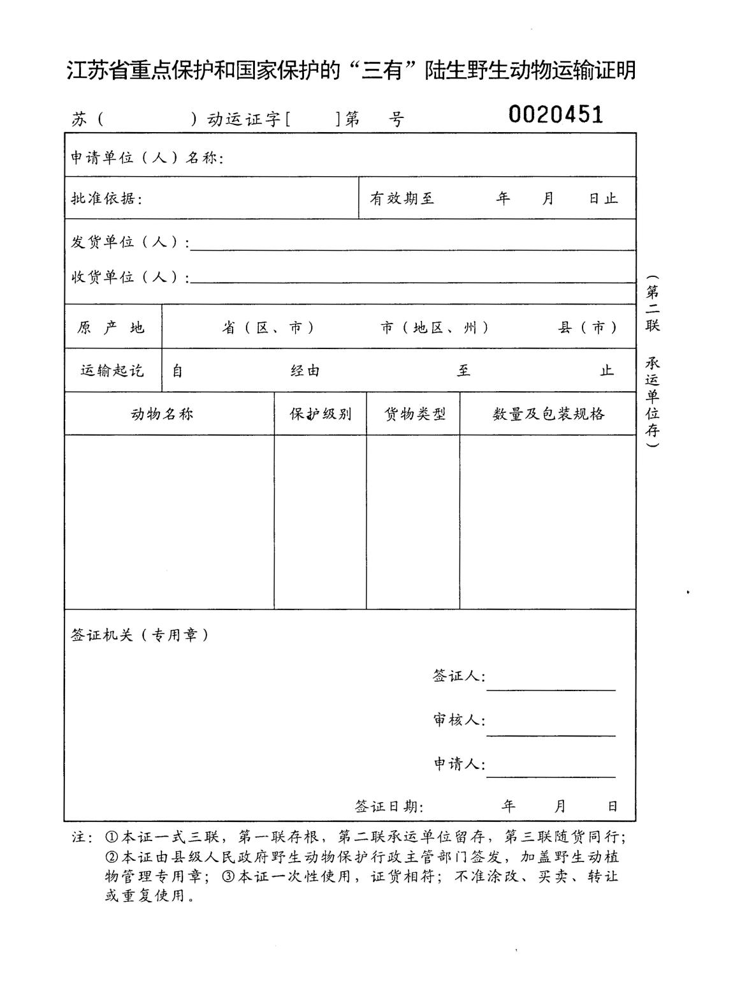 江苏省重点保护和国家保护的“三有”陆生野生动物运输证明
苏（　　　　）动运证字[　　]第　号　0020451
申请单位（人）名称：
批准依据：　有效期至　年　月　日止
发货单位（人）：
收货单位（人）：
原产地　省（区、市）　市（地区、州）　县（市）
运输起讫　自　经由　至　止
动物名称　保护级别　货物类型　数量及包装规格
签证机关（专用章）
签证人：
审核人：
申请人：
签证日期：　年　月　日
（第二联　承运单位存）
注：①本证一式三联，第一联存根，第二联承运单位留存，第三联随货同行；
②本证由县级人民政府野生动物保护行政主管部门签发，加盖野生动植
物管理专用章；③本证一次性使用，证货相符；不准涂改、买卖、转让
或重复使用。